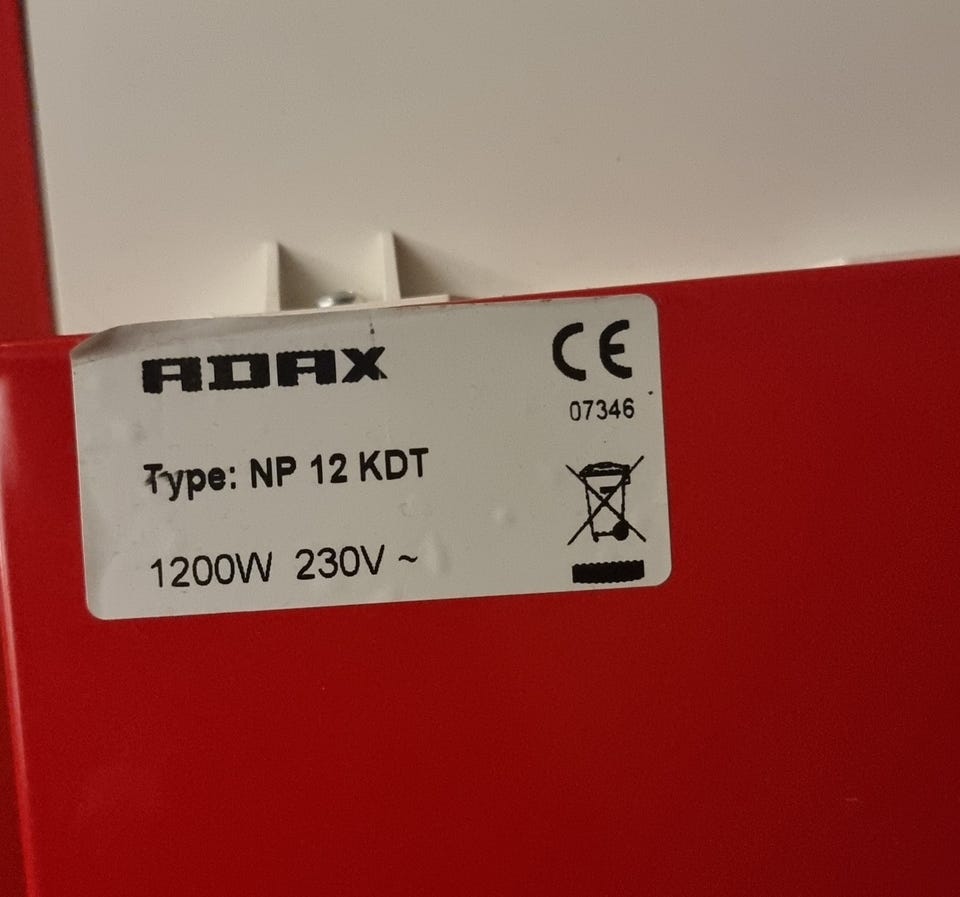 ADAX
CE
07346
Type: NP 12 KDT
1200W 230V ~